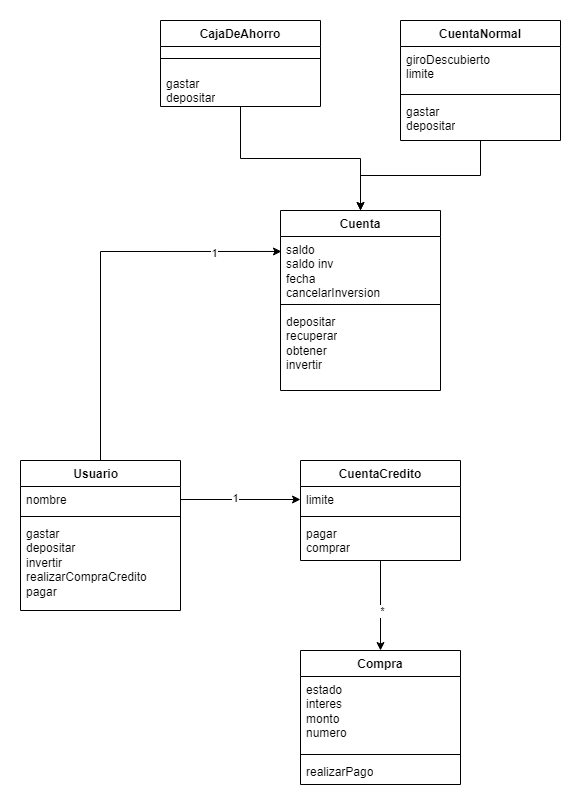 CajaDeAhorro
gastar
depositar
CuentaNormal
giroDescubierto
limite
gastar
depositar
Cuenta
saldo
saldo inv
fecha
cancelarInversion
depositar
recuperar
obtener
invertir
1
Usuario
nombre
gastar
depositar
invertir
realizarCompraCredito
pagar
1
CuentaCredito
limite
pagar
comprar
*
Compra
estado
interes
monto
numero
realizarPago